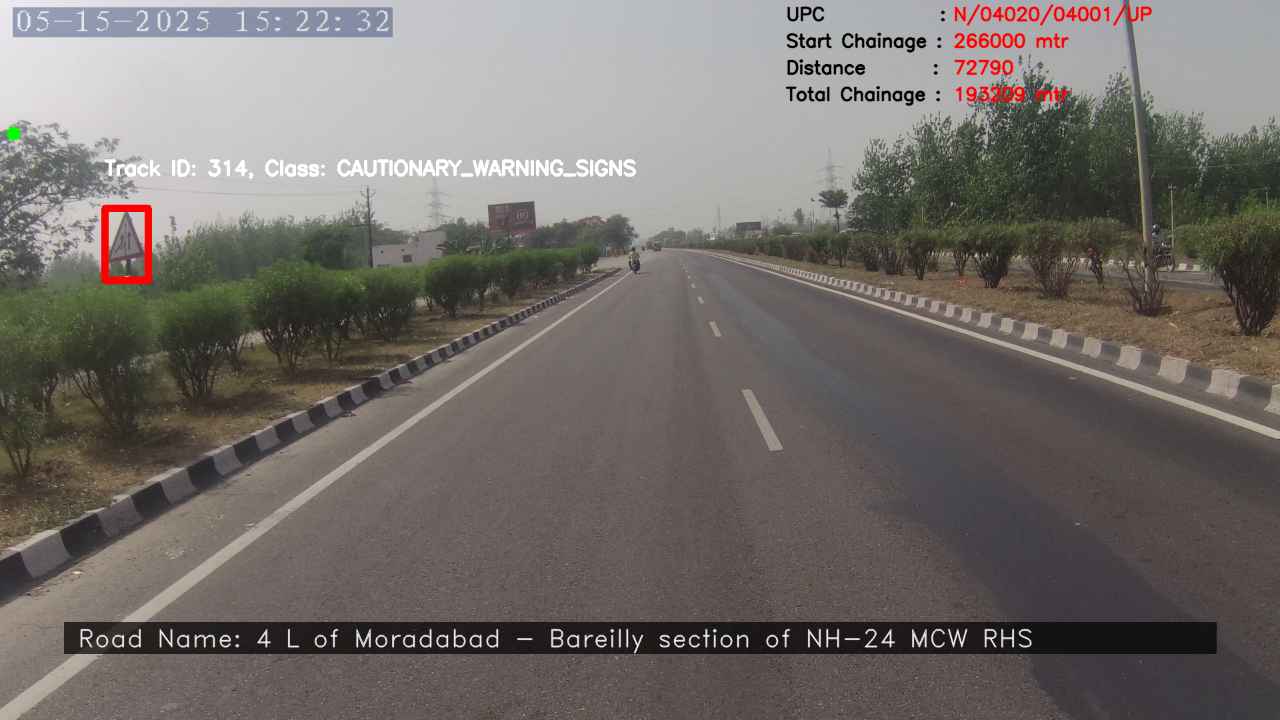 05-15-2025 15:22:32
UPC : N/04020/04001/UP
Start Chainage : 266000 mtr
Distance : 72790
Total Chainage : 193209 mtr
Track ID: 314, Class: CAUTIONARY_WARNING_SIGNS
Road Name: 4 L of Moradabad - Bareilly section of NH-24 MCW RHS